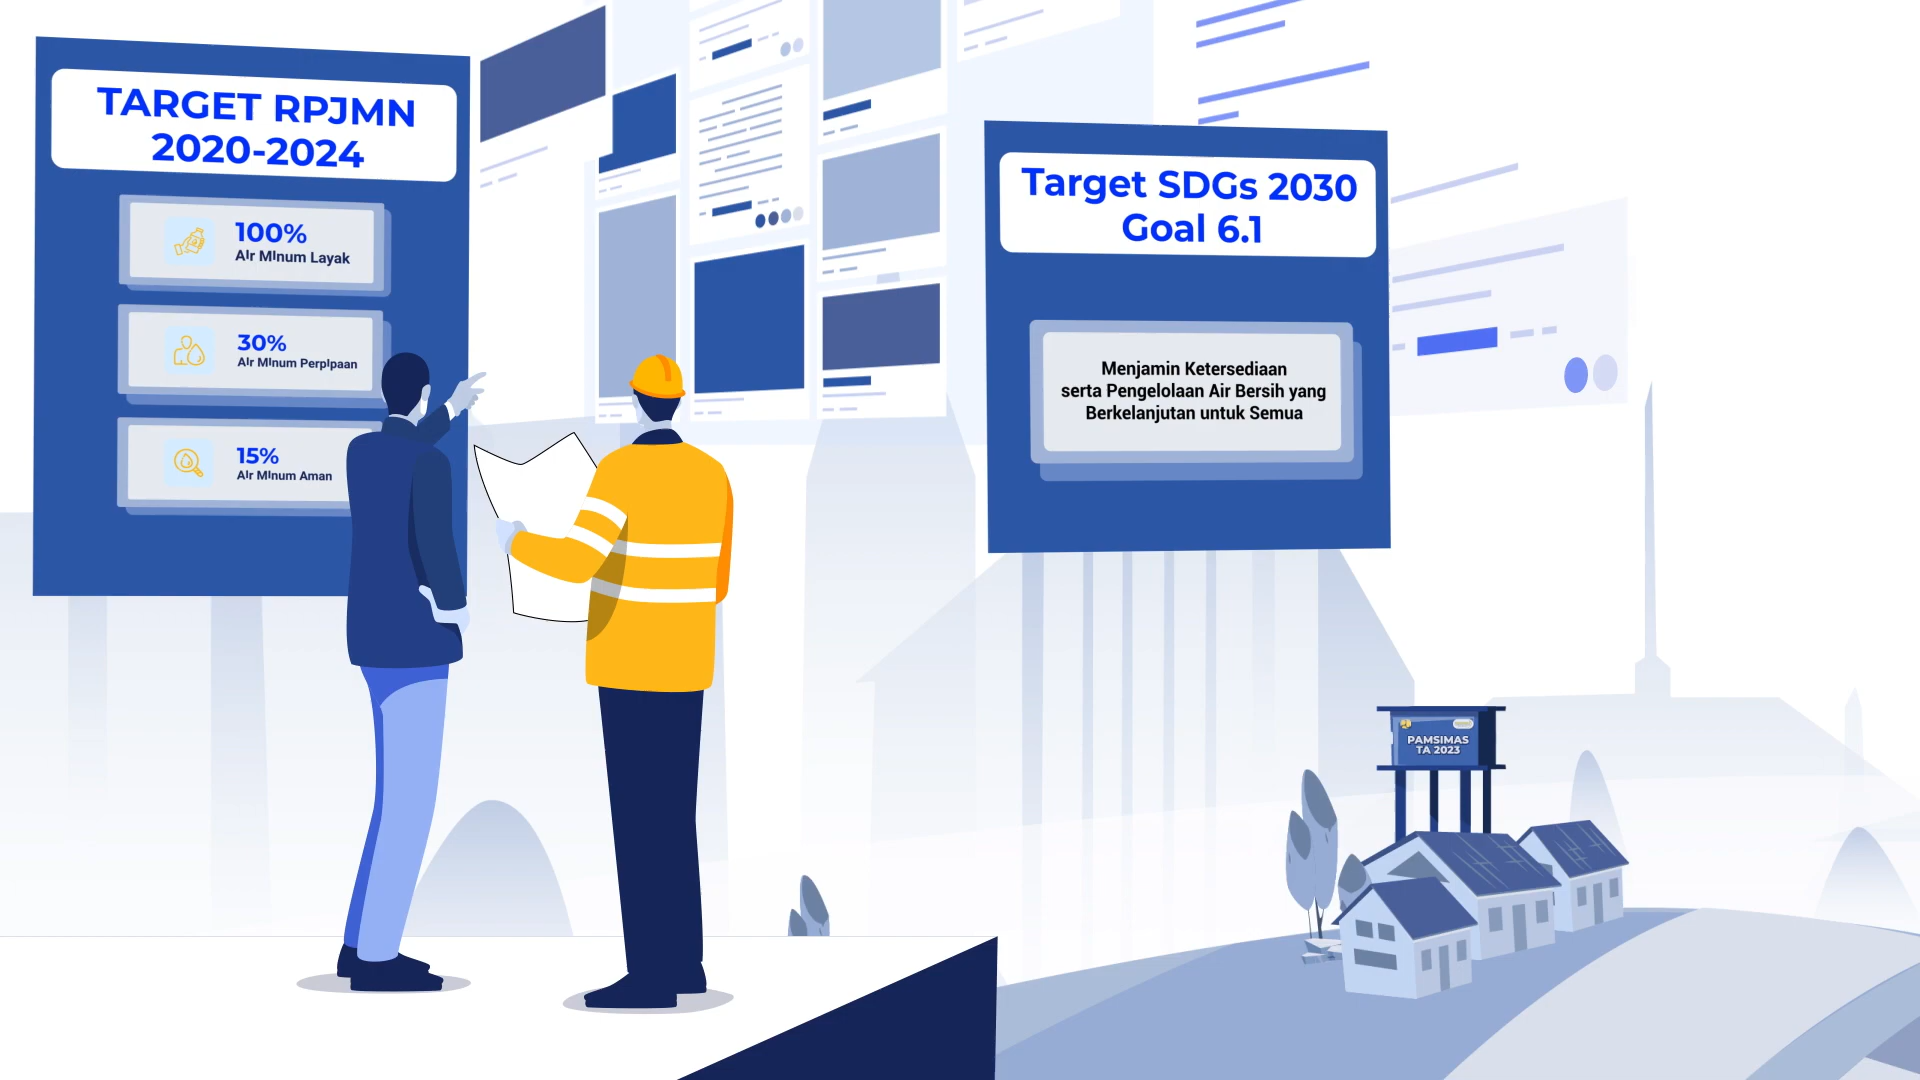 TARGET RPJMN
2020-2024
100%
Air Minum Layak
30%
Air Minum Perpipaan
15%
Air Minum Aman
Target SDGs 2030
Goal 6.1
Menjamin Ketersediaan
serta Pengelolaan Air Bersih yang
Berkelanjutan untuk Semua
PAMSIMAS
TA 2023